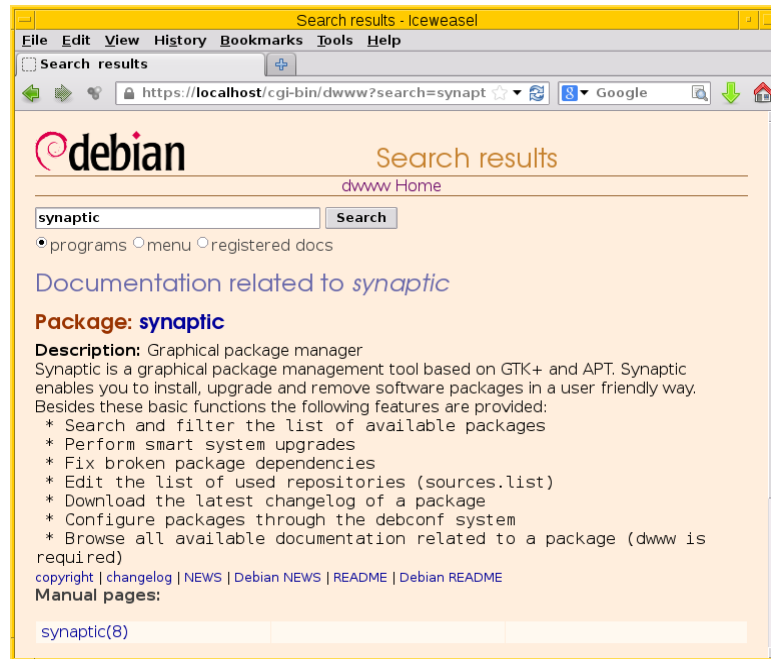 Search results - Iceweasel
File Edit View History Bookmarks Tools Help
Search results
https://localhost/cgi-bin/dwww?search=synapt
Google
debian
Search results
dwww Home
synaptic
Search
programs menu registered docs
Documentation related to synaptic
Package: synaptic
Description: Graphical package manager
Synaptic is a graphical package management tool based on GTK+ and APT. Synaptic
enables you to install, upgrade and remove software packages in a user friendly way.
Besides these basic functions the following features are provided:
* Search and filter the list of available packages
* Perform smart system upgrades
* Fix broken package dependencies
* Edit the list of used repositories (sources.list)
* Download the latest changelog of a package
* Configure packages through the debconf system
* Browse all available documentation related to a package (dwww is
required)
copyright | changelog | NEWS | Debian NEWS | README | Debian README
Manual pages:
synaptic(8)